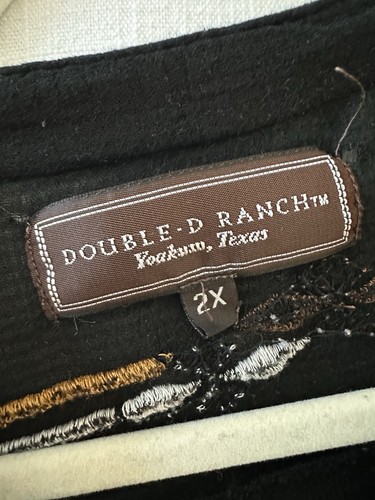 DOUBLE-D RANCH™
Yoakum, Texas
2X